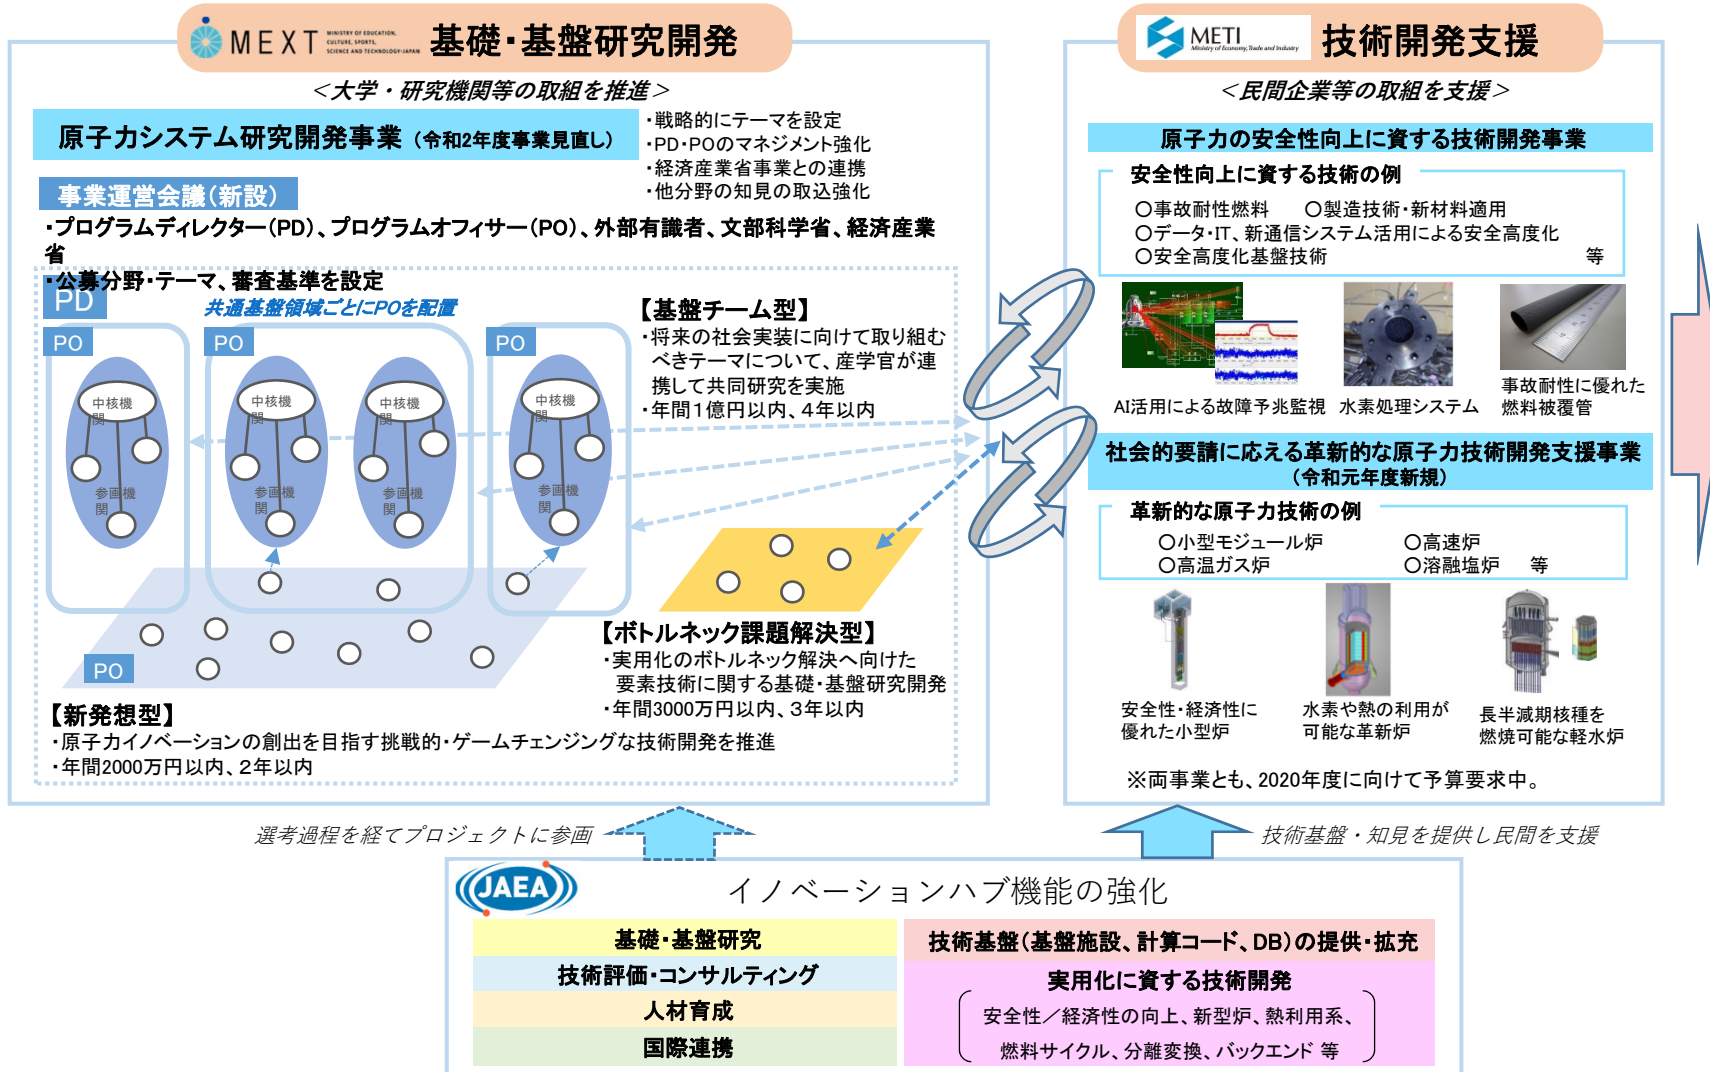 MEXT
MINISTRY OF EDUCATION,
CULTURE, SPORTS,
SCIENCE AND TECHNOLOGY-JAPAN
基礎・基盤研究開発
＜大学・研究機関等の取組を推進＞
原子力システム研究開発事業（令和2年度事業見直し）
・戦略的にテーマを設定
・PD・POのマネジメント強化
・経済産業省事業との連携
・他分野の知見の取込強化
事業運営会議（新設）
・プログラムディレクター（PD）、プログラムオフィサー（PO）、外部有識者、文部科学省、経済産業
省
・公募分野・テーマ、審査基準を設定
PD
共通基盤領域ごとにPOを配置
PO
PO
PO
中核機
関
中核機
関
中核機
関
中核機
関
参画機
関
参画機
関
参画機
関
参画機
関
【基盤チーム型】
・将来の社会実装に向けて取り組む
べきテーマについて、産学官が連
携して共同研究を実施
・年間１億円以内、４年以内
PO
【ボトルネック課題解決型】
・実用化のボトルネック解決へ向けた
要素技術に関する基礎・基盤研究開発
・年間3000万円以内、３年以内
【新発想型】
・原子力イノベーションの創出を目指す挑戦的・ゲームチェンジングな技術開発を推進
・年間2000万円以内、２年以内
METI
Ministry of Economy, Trade and Industry
技術開発支援
＜民間企業等の取組を支援＞
原子力の安全性向上に資する技術開発事業
安全性向上に資する技術の例
○事故耐性燃料　○製造技術・新材料適用
○データ・IT、新通信システム活用による安全高度化
○安全高度化基盤技術　等
AI活用による故障予兆監視
水素処理システム
事故耐性に優れた
燃料被覆管
社会的要請に応える革新的な原子力技術開発支援事業
（令和元年度新規）
革新的な原子力技術の例
○小型モジュール炉　○高速炉
○高温ガス炉　○溶融塩炉　等
安全性・経済性に
優れた小型炉
水素や熱の利用が
可能な革新炉
長半減期核種を
燃焼可能な軽水炉
※両事業とも、2020年度に向けて予算要求中。
選考過程を経てプロジェクトに参画
技術基盤・知見を提供し民間を支援
JAEA
イノベーションハブ機能の強化
基礎・基盤研究
技術評価・コンサルティング
人材育成
国際連携
技術基盤（基盤施設、計算コード、DB）の提供・拡充
実用化に資する技術開発
安全性／経済性の向上、新型炉、熱利用系、
燃料サイクル、分離変換、バックエンド 等